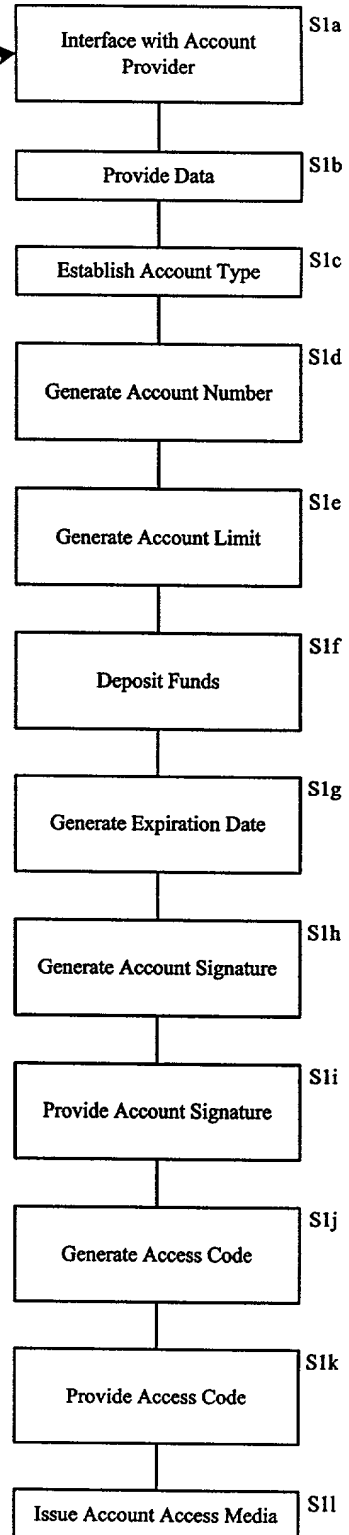 Interface with Account
Provider
S1a
Provide Data
S1b
Establish Account Type
S1c
Generate Account Number
S1d
Generate Account Limit
S1e
Deposit Funds
S1f
Generate Expiration Date
S1g
Generate Account Signature
S1h
Provide Account Signature
S1i
Generate Access Code
S1j
Provide Access Code
S1k
Issue Account Access Media
S1l